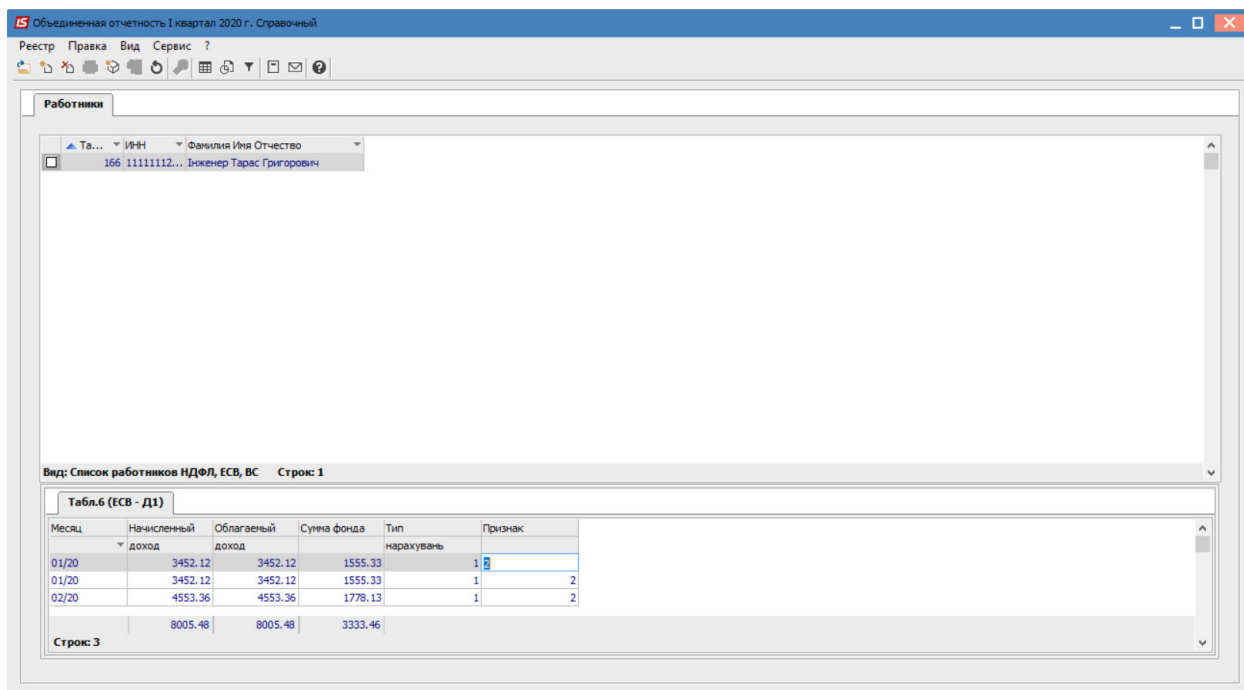 Объединенная отчетность I квартал 2020 г. Справочный
Реестр Правка Вид Сервис ?
Работники
Та... ИНН Фамилия Имя Отчество
166 11111112... Інженер Тарас Григорович
Вид: Список работников НДФЛ, ЕСВ, ВС Строк: 1
Табл.6 (ЕСВ - Д1)
Месяц Начисленный Облагаемый Сумма фонда Тип Признак
доход доход нарахувань
01/20 3452.12 3452.12 1555.33 1 2
01/20 3452.12 3452.12 1555.33 1 2
02/20 4553.36 4553.36 1778.13 1 2
8005.48 8005.48 3333.46
Строк: 3